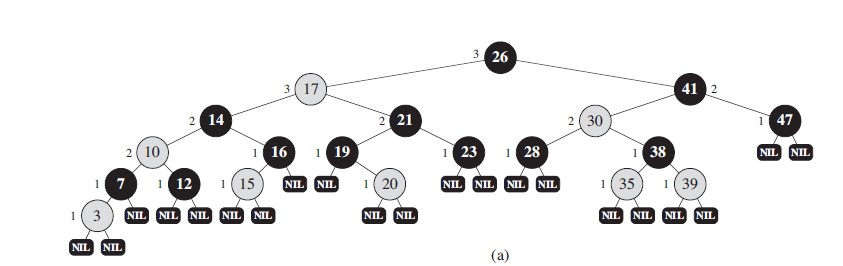 3 26
3 17 41 2
2 14 2 21 2 30 1 47
2 10 1 16 1 19 1 23 1 28 1 38 NIL NIL
1 7 1 12 1 15 NIL NIL 1 20 NIL NIL NIL NIL 1 35 1 39
1 3 NIL NIL NIL NIL NIL NIL NIL NIL NIL NIL NIL
NIL NIL
(a)